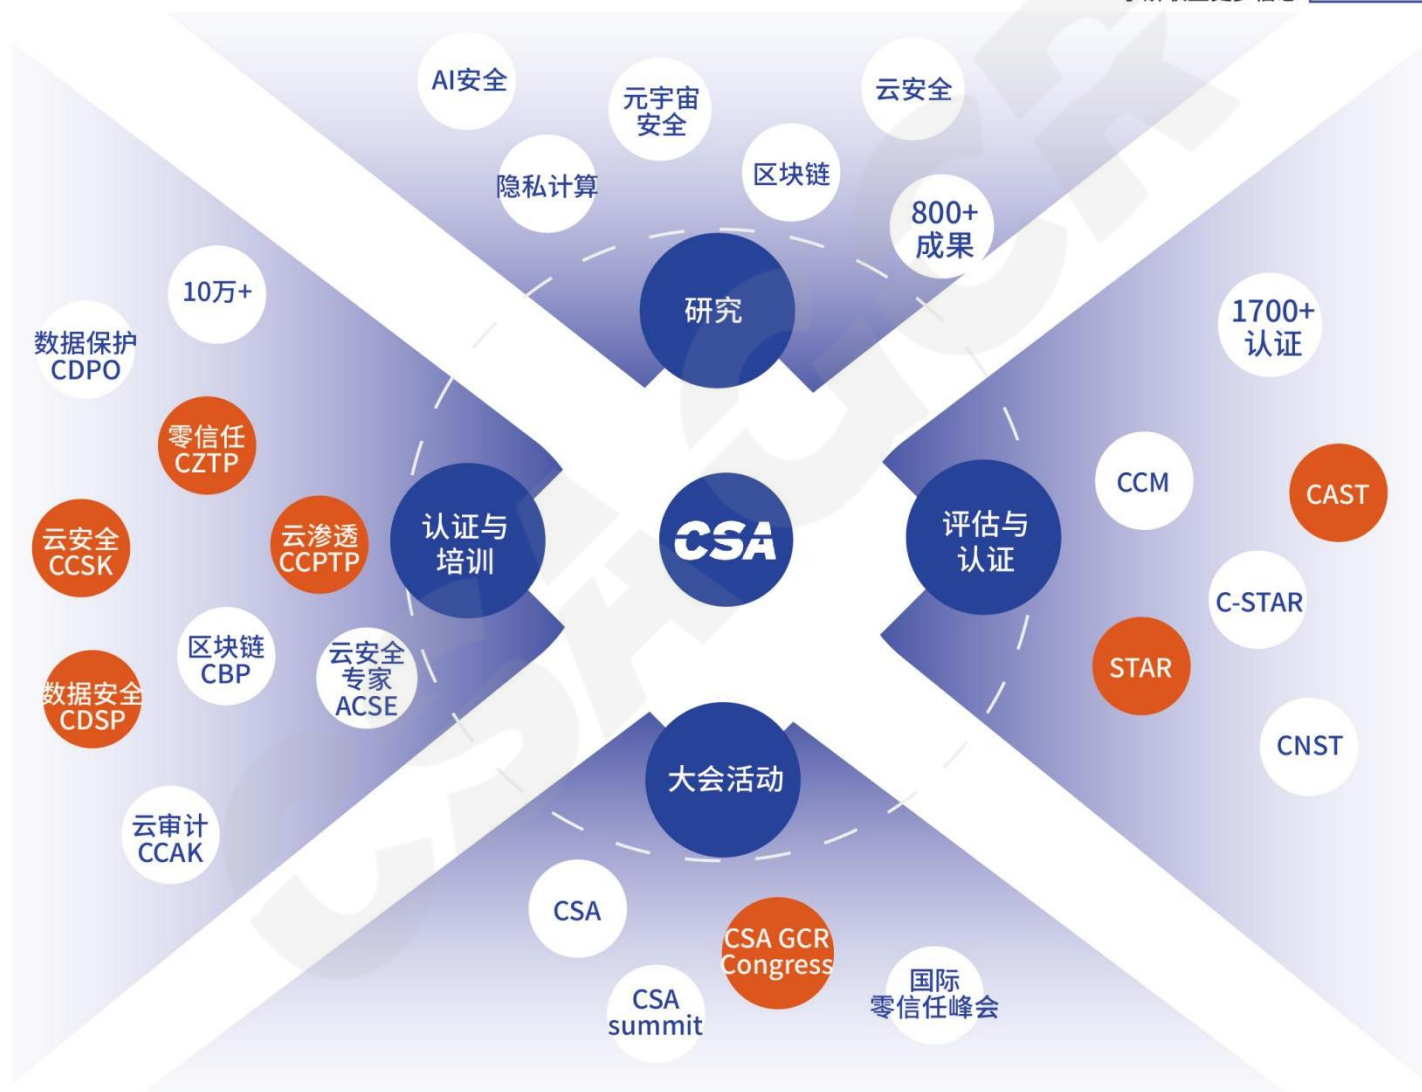 AI安全
元宇宙
安全
云安全
隐私计算
区块链
800+
成果
研究
10万+
数据保护
CDPO
零信任
CZTP
云安全
CCSK
云渗透
CCPTP
认证与
培训
区块链
CBP
云安全
专家
ACSE
数据安全
CDSP
云审计
CCAK
CSA
1700+
认证
CCM
CAST
评估与
认证
C-STAR
STAR
CNST
大会活动
CSA
CSA GCR
Congress
CSA
summit
国际
零信任峰会
CSA GCR